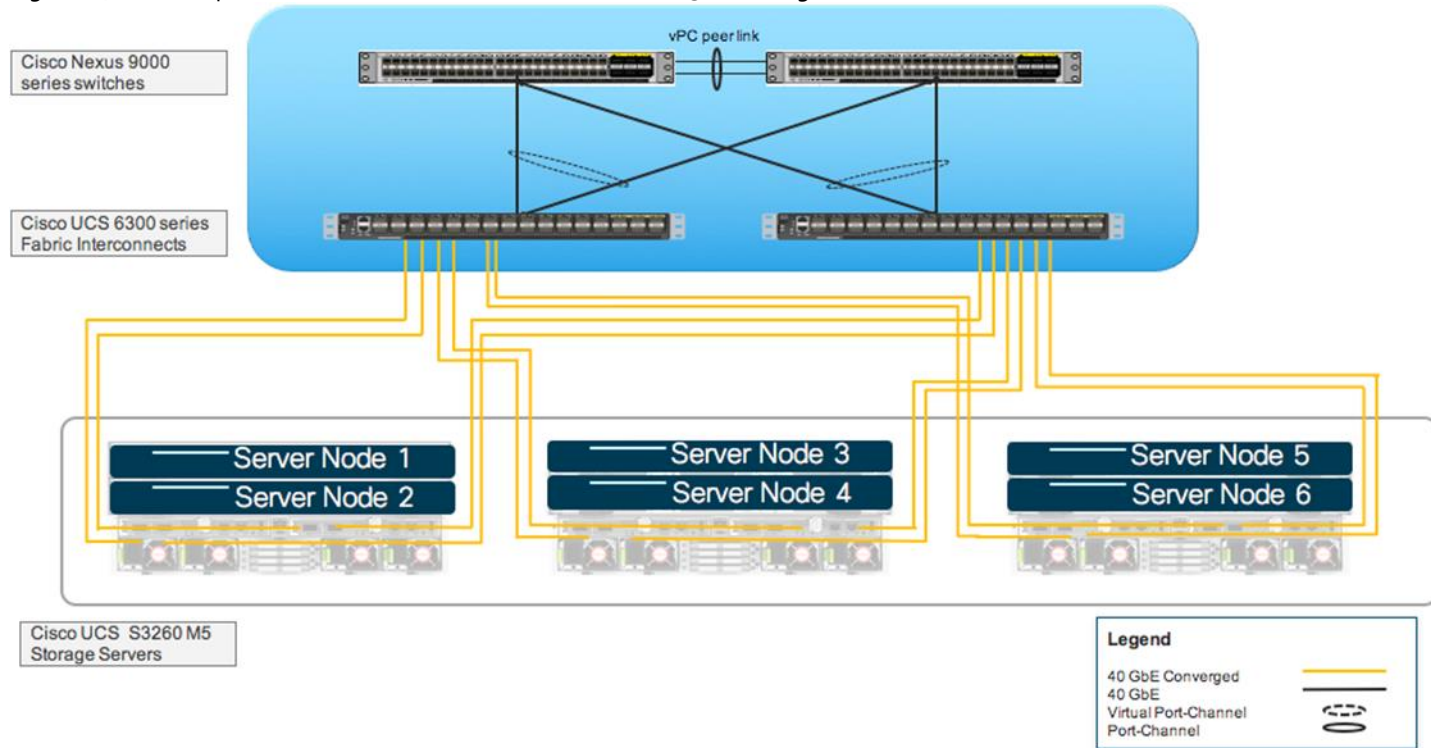 vPC peer link
Cisco Nexus 9000
series switches
Cisco UCS 6300 series
Fabric Interconnects
Server Node 1
Server Node 2
Server Node 3
Server Node 4
Server Node 5
Server Node 6
Cisco UCS S3260 M5
Storage Servers
Legend
40 GbE Converged
40 GbE
Virtual Port-Channel
Port-Channel